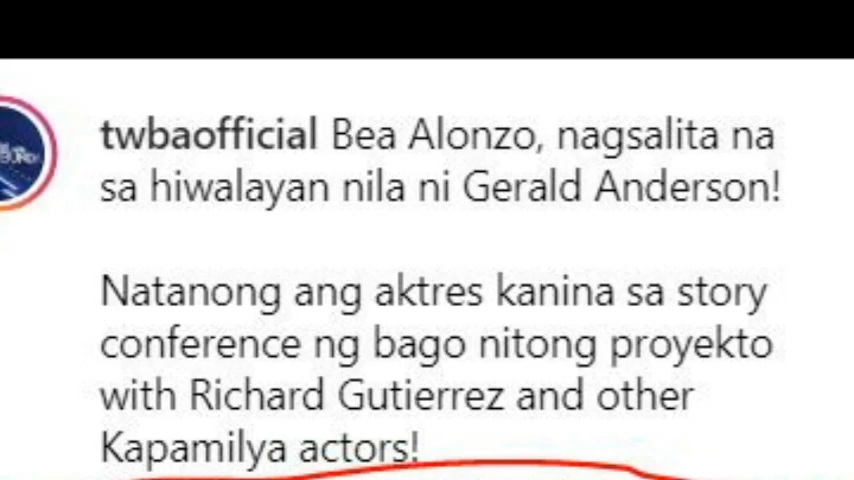 twbaofficial Bea Alonzo, nagsalita na
sa hiwalayan nila ni Gerald Anderson!
Natanong ang aktres kanina sa story
conference ng bago nitong proyekto
with Richard Gutierrez and other
Kapamilya actors!